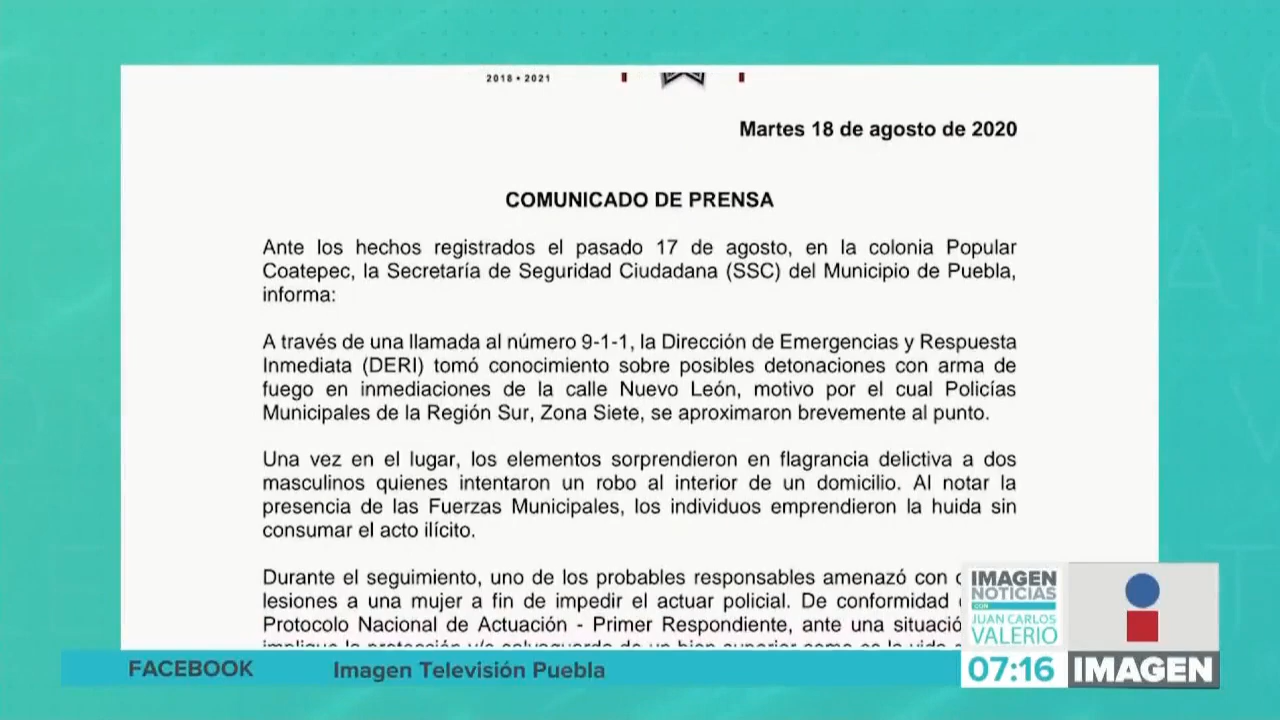 2018 • 2021
Martes 18 de agosto de 2020
COMUNICADO DE PRENSA
Ante los hechos registrados el pasado 17 de agosto, en la colonia Popular
Coatepec, la Secretaría de Seguridad Ciudadana (SSC) del Municipio de Puebla,
informa:
A través de una llamada al número 9-1-1, la Dirección de Emergencias y Respuesta
Inmediata (DERI) tomó conocimiento sobre posibles detonaciones con arma de
fuego en inmediaciones de la calle Nuevo León, motivo por el cual Policías
Municipales de la Región Sur, Zona Siete, se aproximaron brevemente al punto.
Una vez en el lugar, los elementos sorprendieron en flagrancia delictiva a dos
masculinos quienes intentaron un robo al interior de un domicilio. Al notar la
presencia de las Fuerzas Municipales, los individuos emprendieron la huida sin
consumar el acto ilícito.
Durante el seguimiento, uno de los probables responsables amenazó con
lesiones a una mujer a fin de impedir el actuar policial. De conformidad
Protocolo Nacional de Actuación - Primer Respondiente, ante una
IMAGEN
NOTICIAS
CON
JUAN CARLOS
VALERIO
07:16
IMAGEN
FACEBOOK
Imagen Televisión Puebla